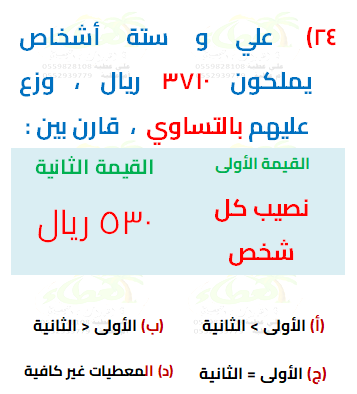 ٢٤) علي و ستة أشخاص
يملكون ٣٧١٠ ريال ، وزع
عليهم بالتساوي ، قارن بين :
القيمة الأولى
القيمة الثانية
نصيب كل
شخص
٥٣٠ ريال
(أ) الأولى > الثانية
(ب) الأولى < الثانية
(ج) الأولى = الثانية
(د) المعطيات غير كافية